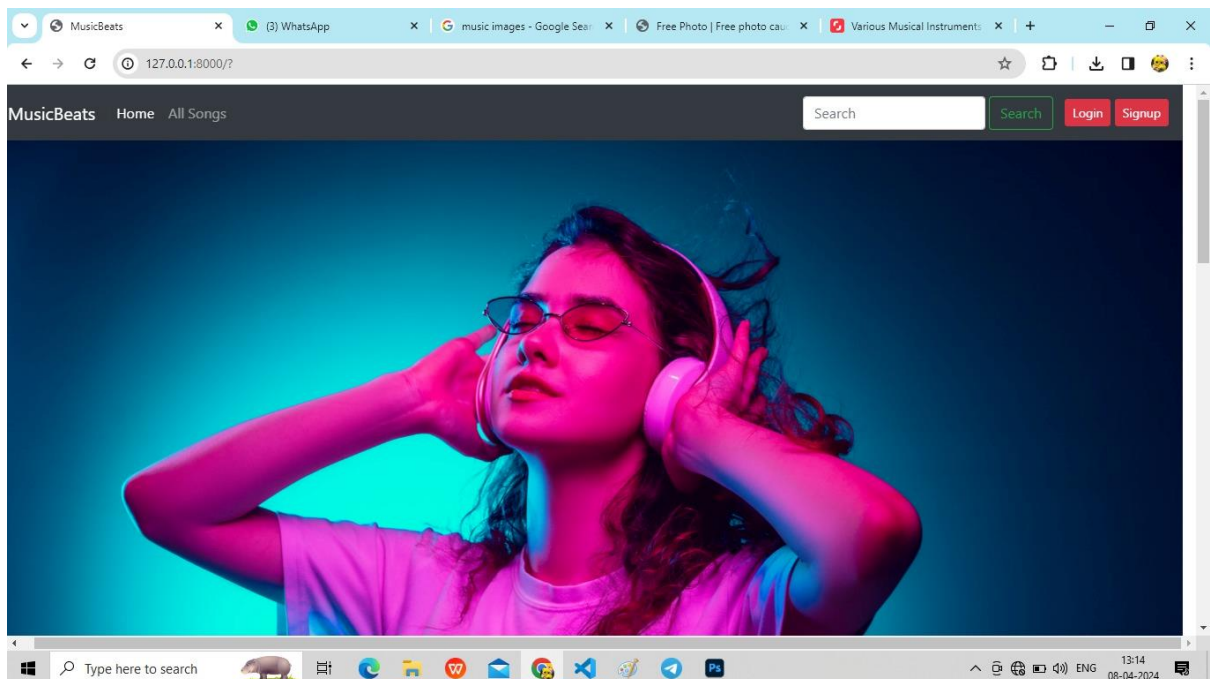 MusicBeats
(3) WhatsApp
music images - Google Sear
Free Photo | Free photo cau
Various Musical Instruments
127.0.0.1:8000/?
MusicBeats Home All Songs Search Search Login Signup
Type here to search
W
Ps
ENG
13:14
08-04-2024